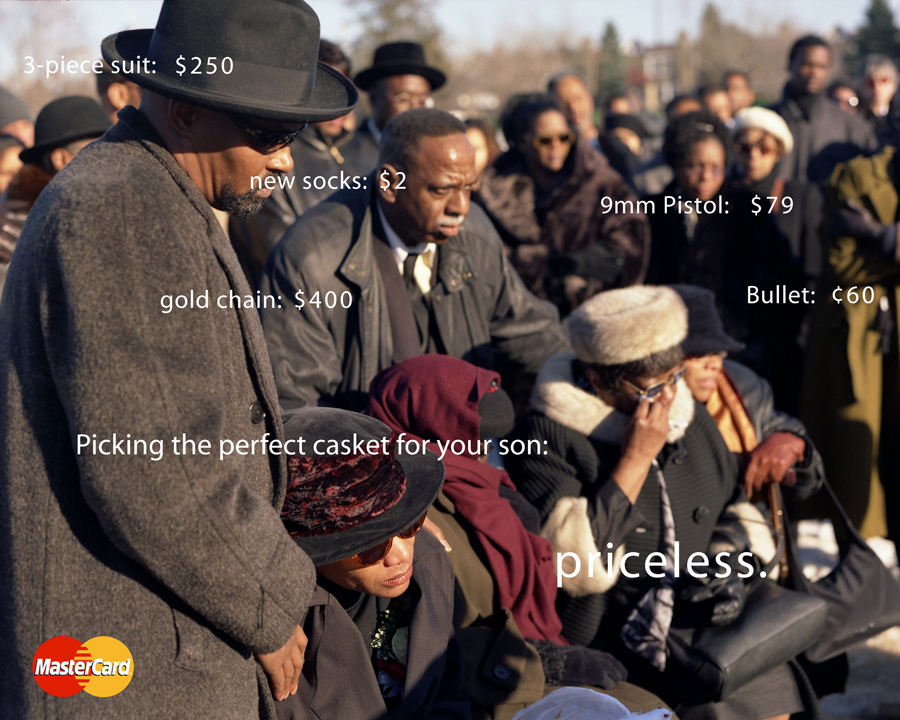 3-piece suit: $250
new socks: $2
9mm Pistol: $79
gold chain: $400
Bullet: ¢60
Picking the perfect casket for your son:
priceless.
MasterCard